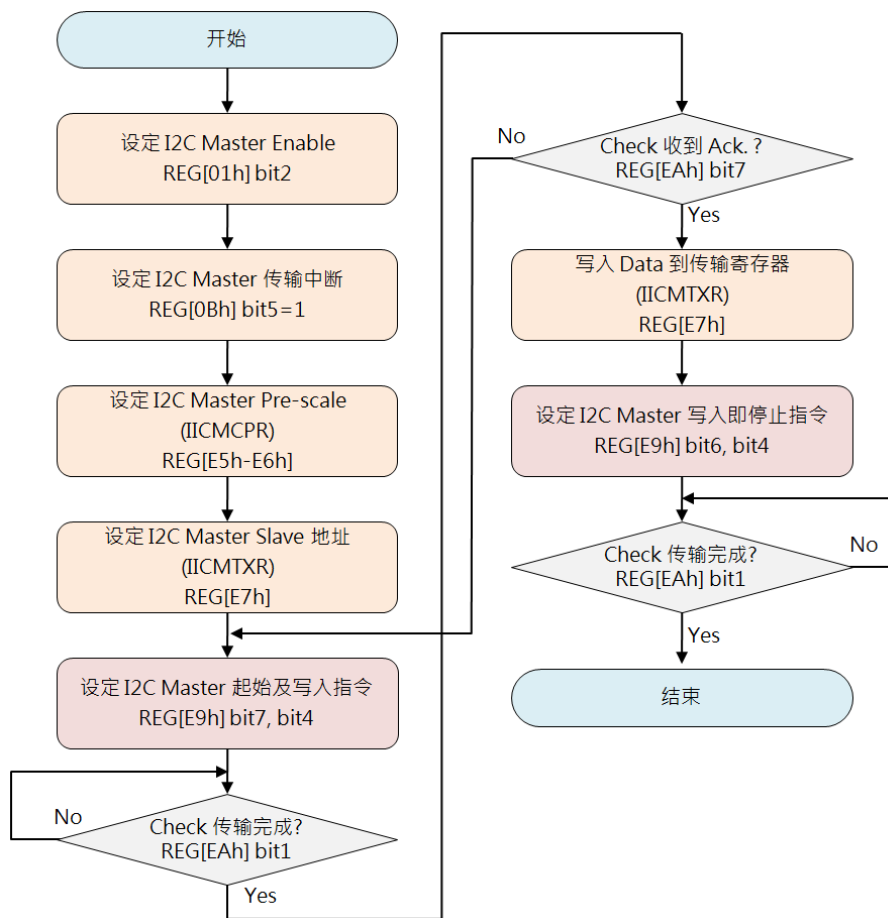 开始
设定 I2C Master Enable
REG[01h] bit2
设定 I2C Master 传输中断
REG[0Bh] bit5=1
设定 I2C Master Pre-scale
(IICMCPR)
REG[E5h-E6h]
设定 I2C Master Slave 地址
(IICMTXR)
REG[E7h]
设定 I2C Master 起始及写入指令
REG[E9h] bit7, bit4
No
Check 传输完成?
REG[EAh] bit1
Yes
No
Check 收到 Ack. ?
REG[EAh] bit7
Yes
写入 Data 到传输寄存器
(IICMTXR)
REG[E7h]
设定 I2C Master 写入即停止指令
REG[E9h] bit6, bit4
Check 传输完成?
REG[EAh] bit1
No
Yes
结束